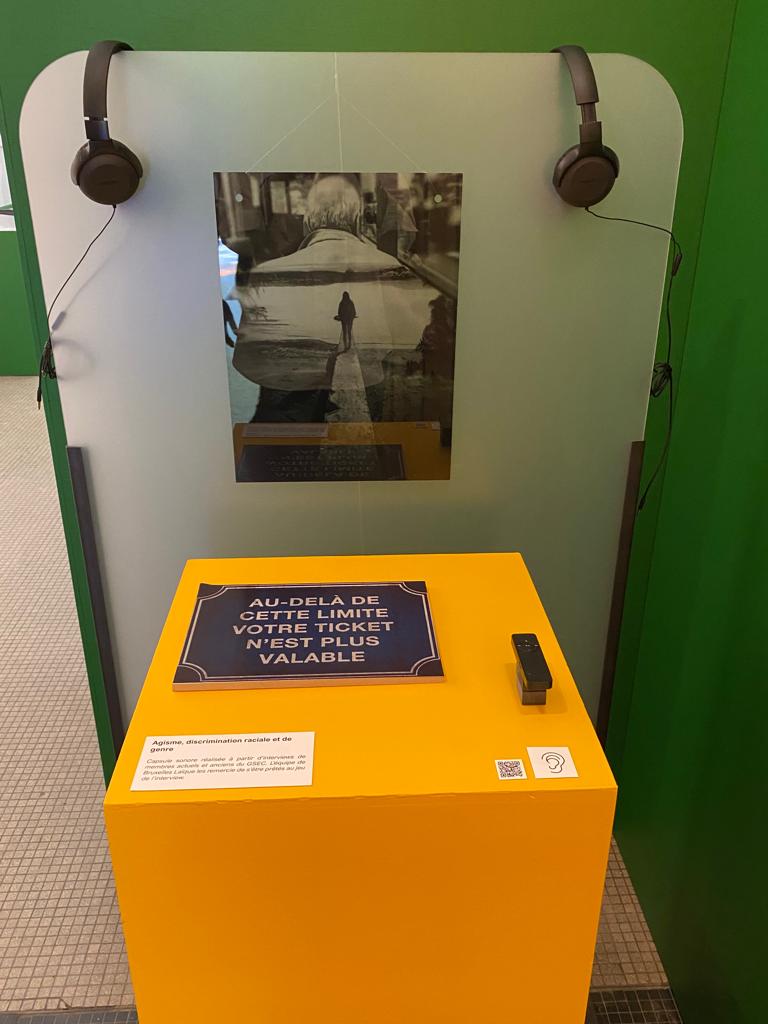 AU-DELÀ DE
CETTE LIMITE
VOTRE TICKET
N'EST PLUS
VALABLE
Agisme, discrimination raciale et de
genre
Capsule sonore réalisée à partir d'interviews de
membres actuels et anciens du GSEC. L'équipe de
Bruxelles Laïque les remercie de s'être prêtés au jeu
de l'interview.